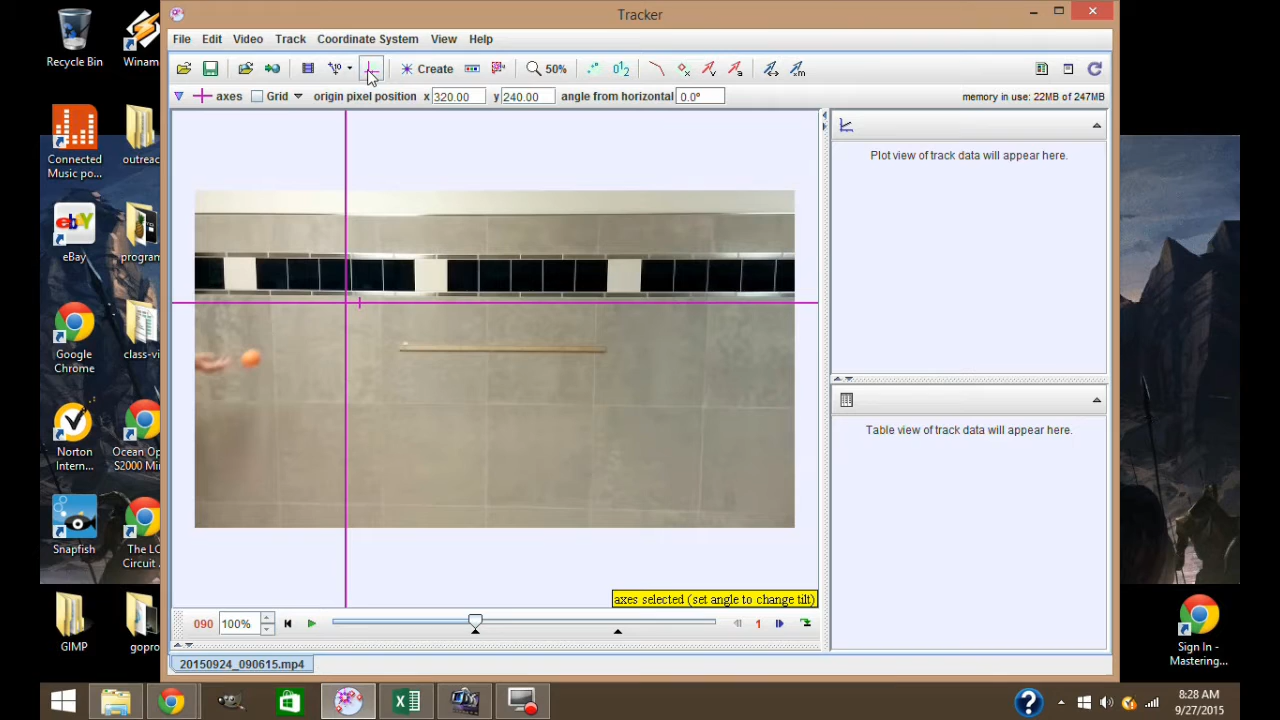 Tracker
File Edit Video Track Coordinate System View Help
Create 50%
axes Grid origin pixel position x 320.00 y 240.00 angle from horizontal 0.0° memory in use: 22MB of 247MB
Plot view of track data will appear here.
Table view of track data will appear here.
axes selected (set angle to change tilt)
090 100% 1
20150924_090615.mp4
Recycle Bin
Winam
Connected
Music po...
outreac
eBay
program
Google
Chrome
class-vi
Norton
Intern...
Ocean Op
S2000 Mi
Snapfish
The LC
Circuit
GIMP
gopro
Sign In -
Mastering...
8:28 AM
9/27/2015